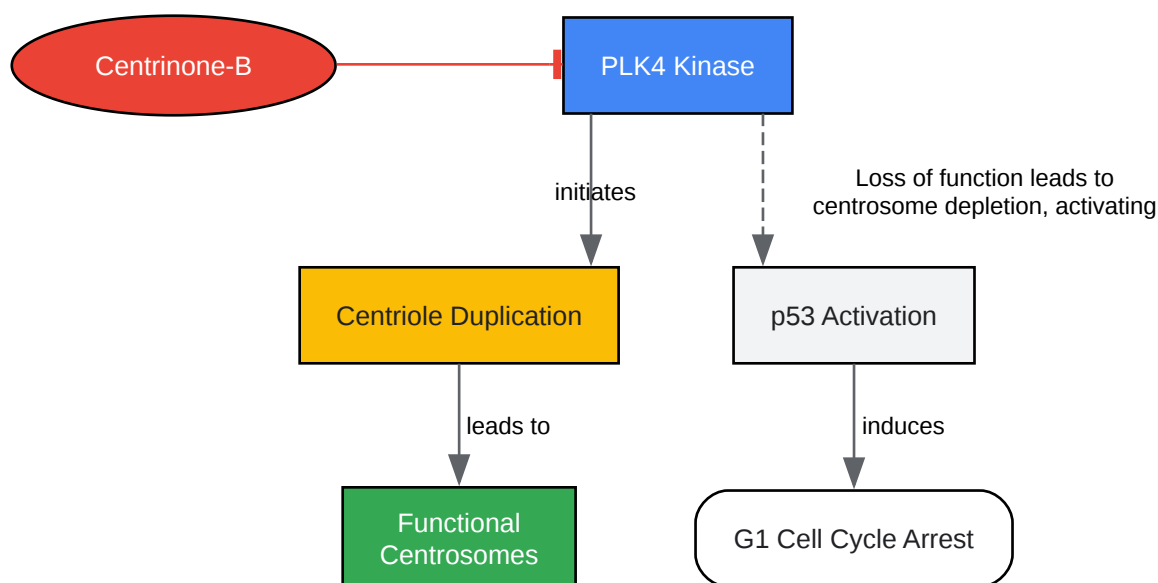 Centrinone-B
PLK4 Kinase
initiates
Loss of function leads to
centrosome depletion, activating
Centriole Duplication
p53 Activation
leads to
induces
Functional
Centrosomes
G1 Cell Cycle Arrest